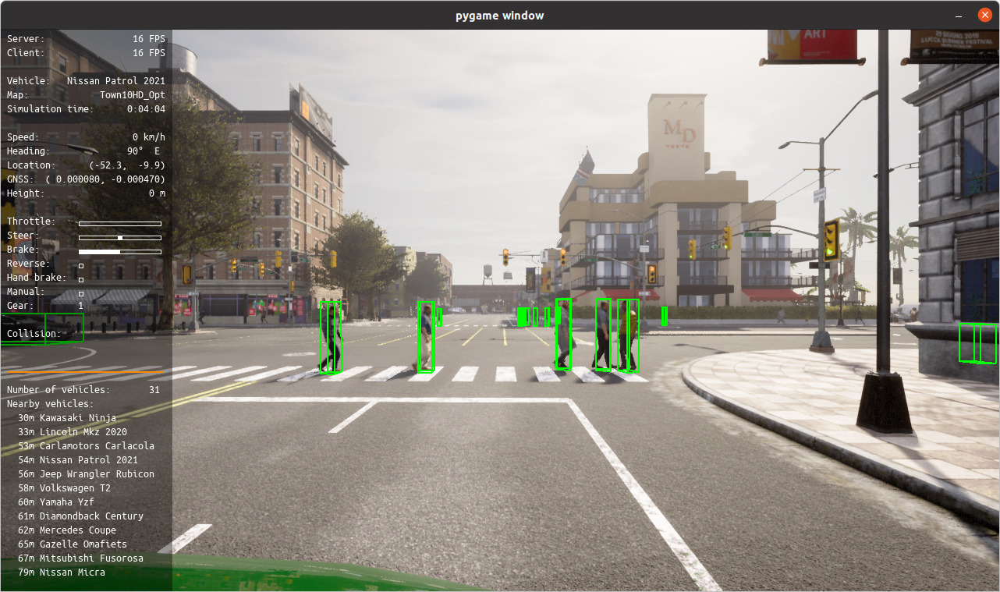 pygame window
Server: 16 FPS
Client: 16 FPS
Vehicle: Nissan Patrol 2021
Map: Town10HD_Opt
Simulation time: 0:04:04
Speed: 0 km/h
Heading: 90° E
Location: (-52.3, -9.9)
GNSS: ( 0.000080, -0.000470)
Height: 0 m
Throttle:
Steer:
Brake:
Reverse:
Hand brake:
Manual:
Gear: 1
Collision:
Number of vehicles: 31
Nearby vehicles:
30m Kawasaki Ninja
33m Lincoln Mkz 2020
53m Carlamotors Carlacola
54m Nissan Patrol 2021
56m Jeep Wrangler Rubicon
58m Volkswagen T2
60m Yamaha Yzf
61m Diamondback Century
62m Mercedes Coupe
65m Gazelle Omafiets
67m Mitsubishi Fusorosa
79m Nissan Micra
ART
29 GIUGNO 2019
LUCCA SUMMER FESTIVAL
MD